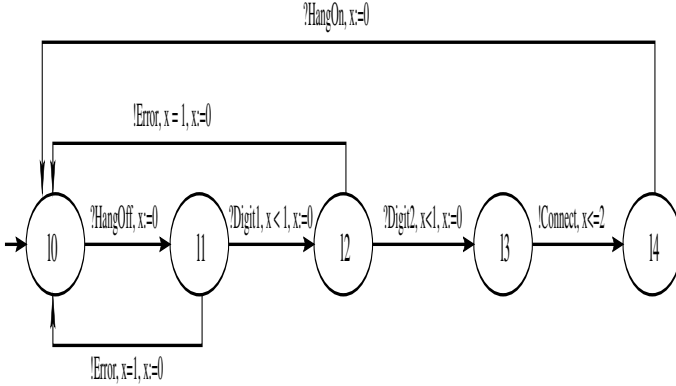 ?HangOn, x:=0
!Error, x = 1, x:=0
?HangOff, x:=0
?Digit1, x < 1, x:=0
?Digit2, x<1, x:=0
!Connect, x<=2
l0
l1
l2
l3
l4
!Error, x=1, x:=0